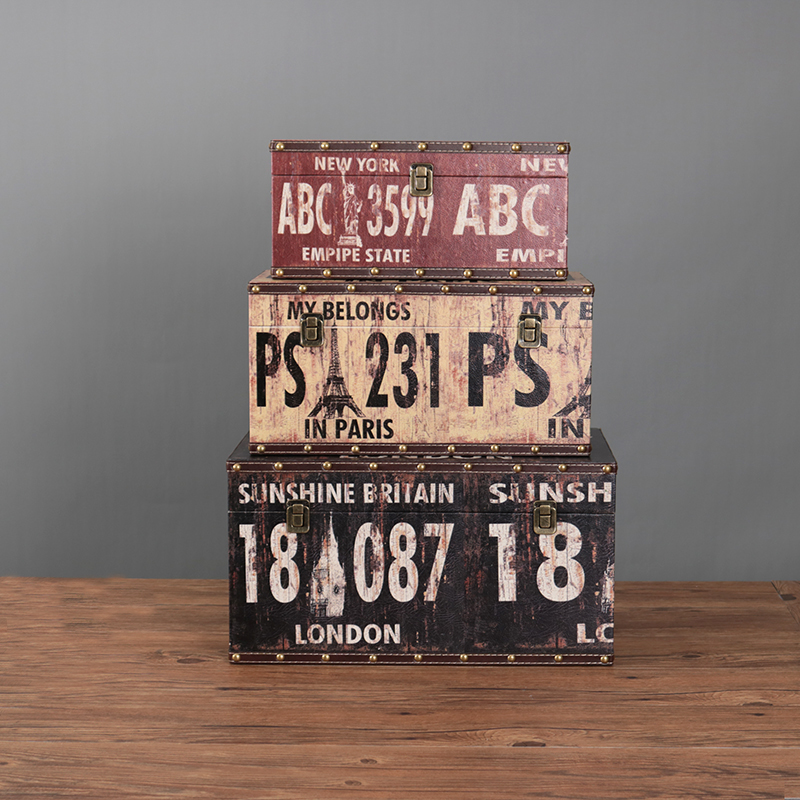 NEW YORK NEW
ABC 3599 ABC
EMPIPE STATE EMPI
MY BELONGS MY B
PS 231 PS
IN PARIS IN
LONDON
SUNSHINE BRITAIN SUNSH
18 087 18
LONDON LO